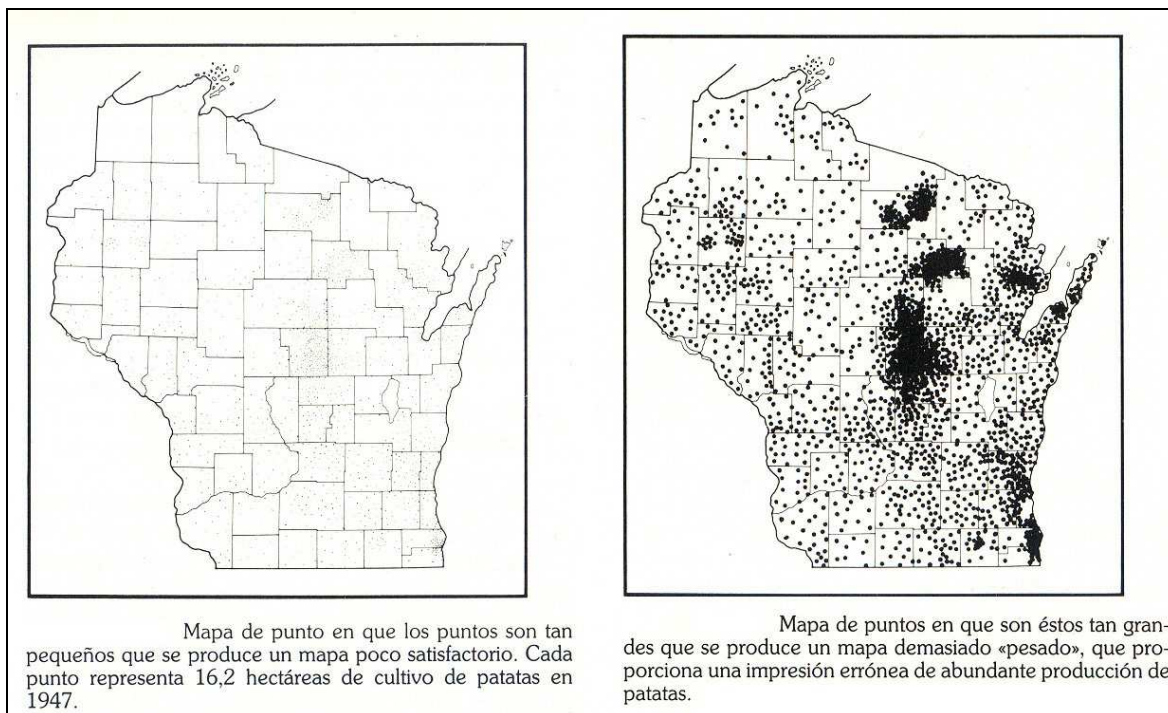 Mapa de punto en que los puntos son tan
pequeños que se produce un mapa poco satisfactorio. Cada
punto representa 16,2 hectáreas de cultivo de patatas en
1947.
Mapa de puntos en que son éstos tan gran-
des que se produce un mapa demasiado «pesado», que pro-
porciona una impresión errónea de abundante producción de
patatas.